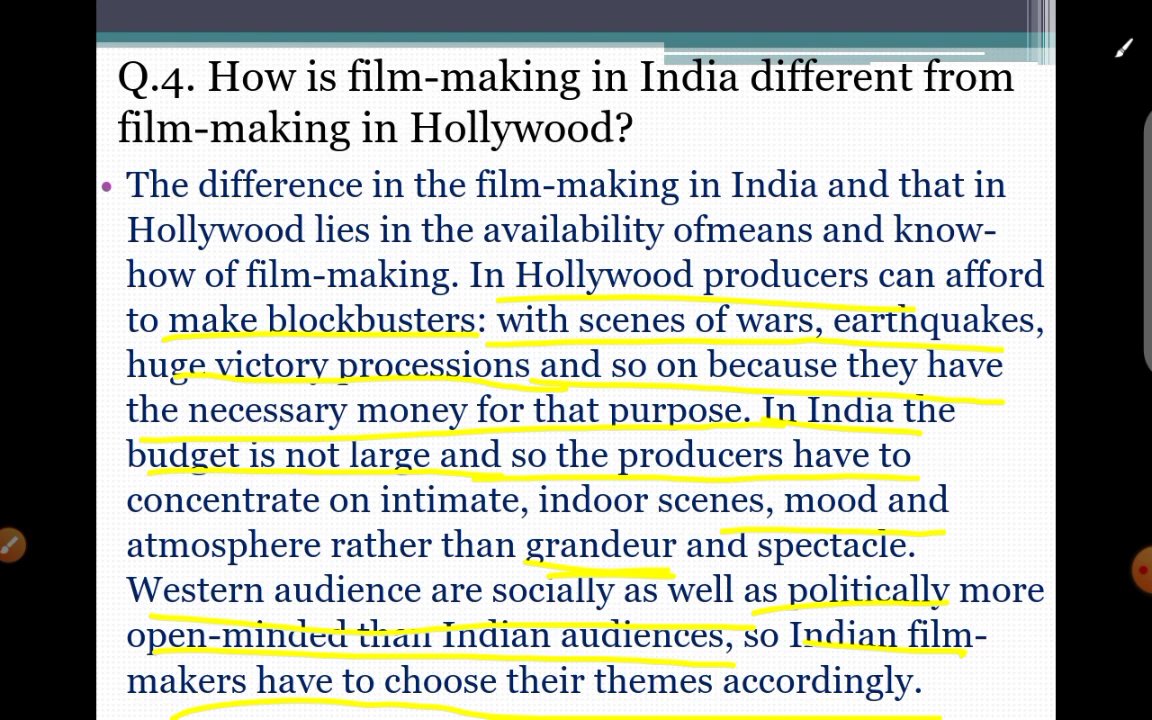 Q.4. How is film-making in India different from
film-making in Hollywood?
• The difference in the film-making in India and that in
Hollywood lies in the availability ofmeans and know-
how of film-making. In Hollywood producers can afford
to make blockbusters: with scenes of wars, earthquakes,
huge victory processions and so on because they have
the necessary money for that purpose. In India the
budget is not large and so the producers have to
concentrate on intimate, indoor scenes, mood and
atmosphere rather than grandeur and spectacle.
Western audience are socially as well as politically more
open-minded than Indian audiences, so Indian film-
makers have to choose their themes accordingly.